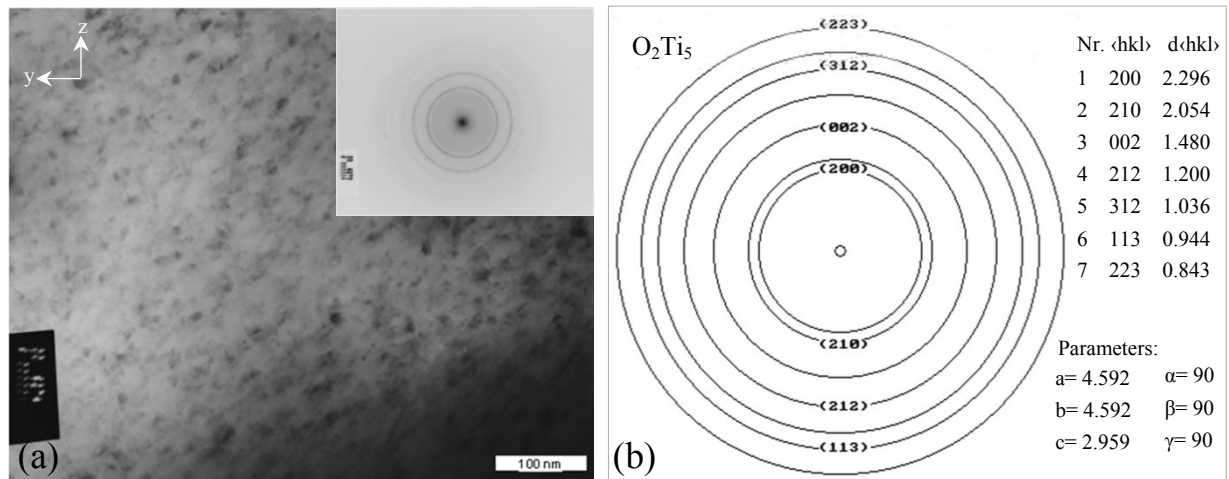 z
y
(a)
100 nm
O₂Ti₅
(223)
(312)
(002)
(200)
(210)
(212)
(113)
(b)
Nr. ‹hkl› d‹hkl›
1 200 2.296
2 210 2.054
3 002 1.480
4 212 1.200
5 312 1.036
6 113 0.944
7 223 0.843
Parameters:
a= 4.592 α= 90
b= 4.592 β= 90
c= 2.959 γ= 90